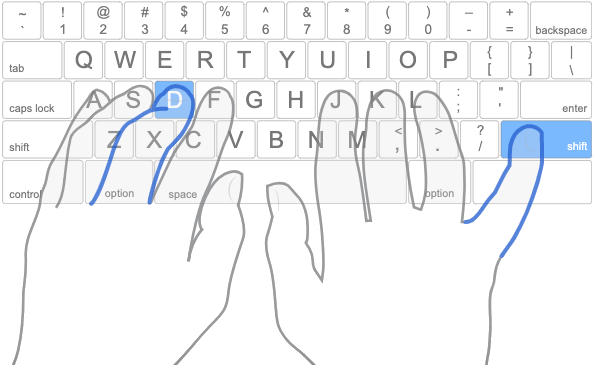 ~ ! @ # $ % ^ & * ( ) – +
` 1 2 3 4 5 6 7 8 9 0 - = backspace
tab Q W E R T Y U I O P { [ } ] | \
caps lock A S D F G H J K L : ; " ' enter
shift Z X C V B N M < , > . ? / shift
control option space option